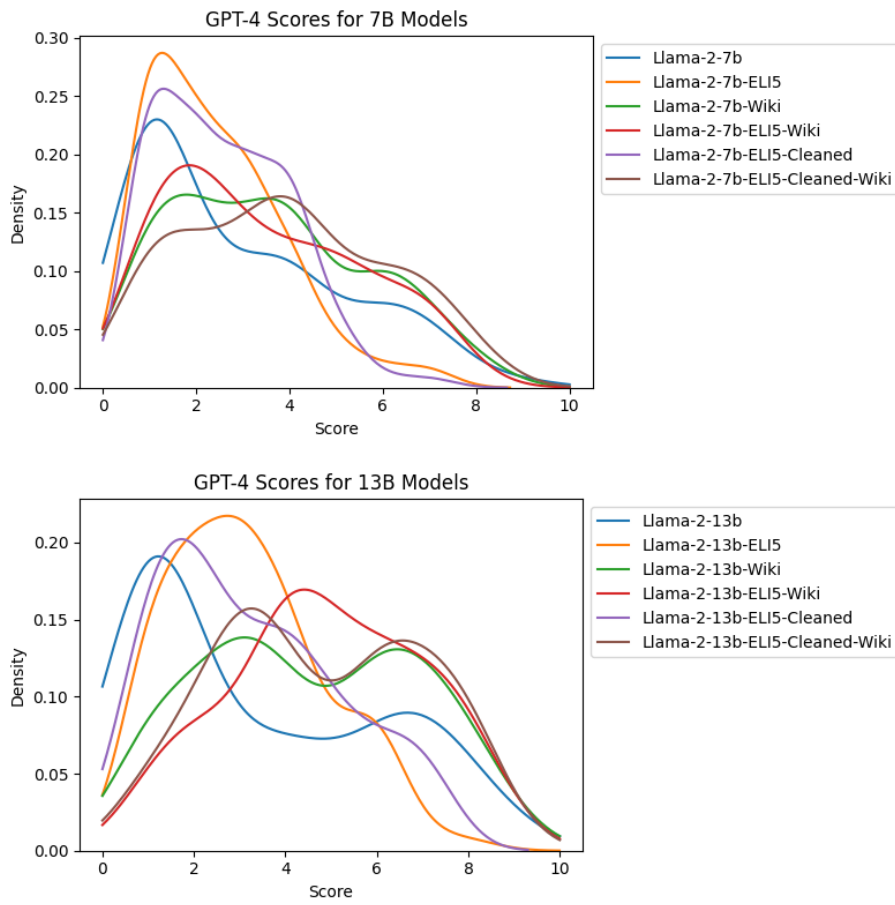 GPT-4 Scores for 7B Models
0.30
0.25
0.20
0.15
0.10
0.05
0.00
Density
0 2 4 6 8 10
Score
Llama-2-7b
Llama-2-7b-ELI5
Llama-2-7b-Wiki
Llama-2-7b-ELI5-Wiki
Llama-2-7b-ELI5-Cleaned
Llama-2-7b-ELI5-Cleaned-Wiki
GPT-4 Scores for 13B Models
0.20
0.15
0.10
0.05
0.00
Density
0 2 4 6 8 10
Score
Llama-2-13b
Llama-2-13b-ELI5
Llama-2-13b-Wiki
Llama-2-13b-ELI5-Wiki
Llama-2-13b-ELI5-Cleaned
Llama-2-13b-ELI5-Cleaned-Wiki